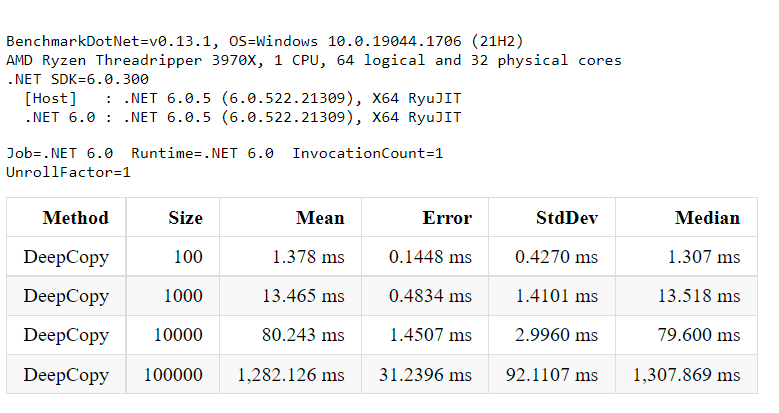 BenchmarkDotNet=v0.13.1, OS=Windows 10.0.19044.1706 (21H2)
AMD Ryzen Threadripper 3970X, 1 CPU, 64 logical and 32 physical cores
.NET SDK=6.0.300
  [Host]   : .NET 6.0.5 (6.0.522.21309), X64 RyuJIT
  .NET 6.0 : .NET 6.0.5 (6.0.522.21309), X64 RyuJIT
Job=.NET 6.0  Runtime=.NET 6.0  InvocationCount=1
UnrollFactor=1
Method Size Mean Error StdDev Median
DeepCopy 100 1.378 ms 0.1448 ms 0.4270 ms 1.307 ms
DeepCopy 1000 13.465 ms 0.4834 ms 1.4101 ms 13.518 ms
DeepCopy 10000 80.243 ms 1.4507 ms 2.9960 ms 79.600 ms
DeepCopy 100000 1,282.126 ms 31.2396 ms 92.1107 ms 1,307.869 ms